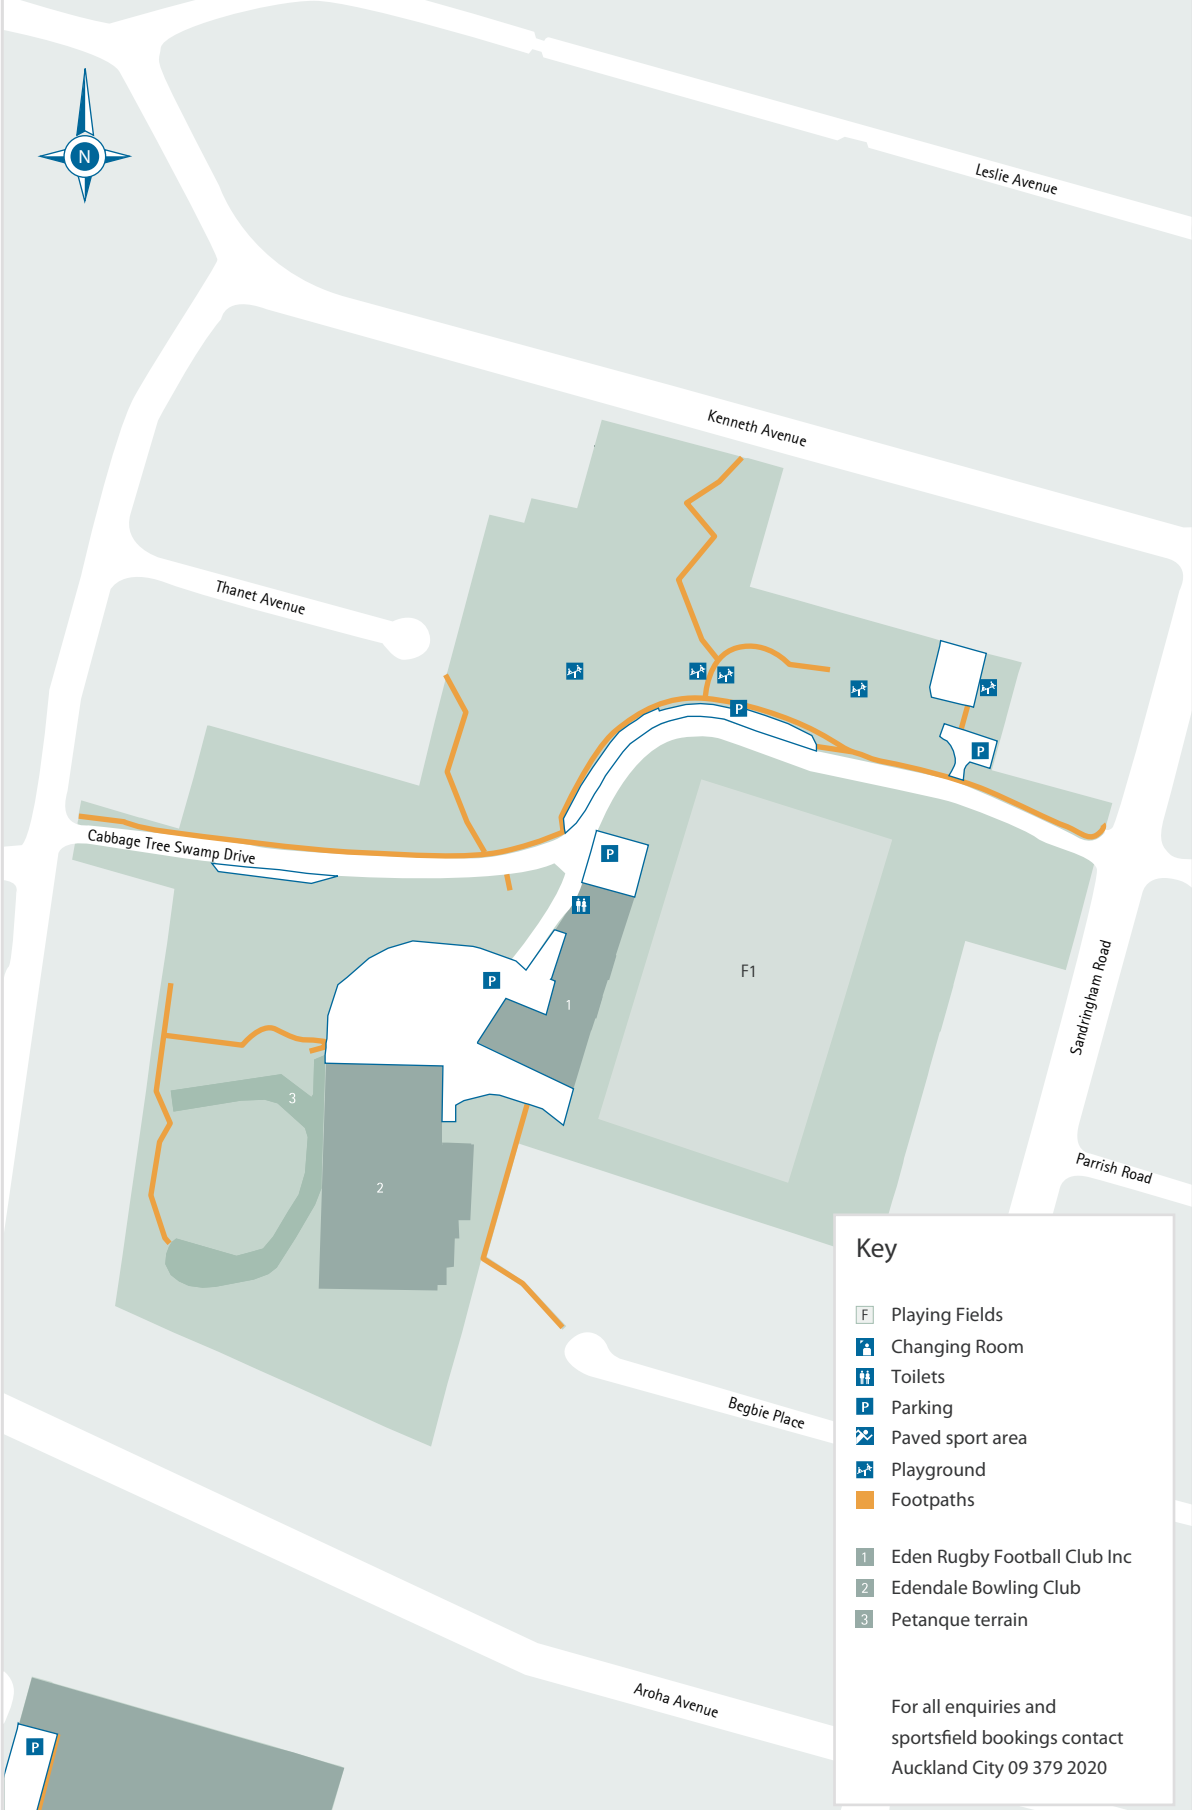 N
Leslie Avenue
Kenneth Avenue
Thanet Avenue
P
P
Cabbage Tree Swamp Drive
P
P
F1
1
Sandringham Road
3
Parrish Road
2
Begbie Place
Aroha Avenue
P
Key
F Playing Fields
Changing Room
Toilets
P Parking
Paved sport area
Playground
Footpaths
1 Eden Rugby Football Club Inc
2 Edendale Bowling Club
3 Petanque terrain
For all enquiries and
sportsfield bookings contact
Auckland City 09 379 2020